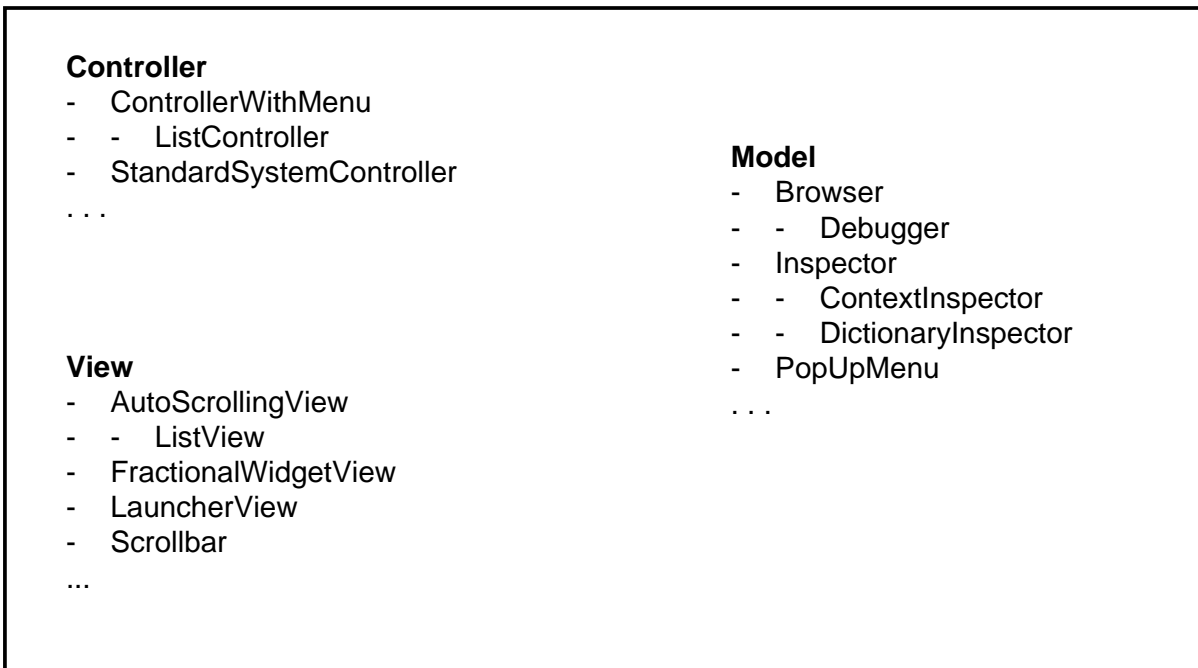 Controller
- ControllerWithMenu
- - ListController
- StandardSystemController
. . .
View
- AutoScrollingView
- - ListView
- FractionalWidgetView
- LauncherView
- Scrollbar
...
Model
- Browser
- - Debugger
- Inspector
- - ContextInspector
- - DictionaryInspector
- PopUpMenu
. . .